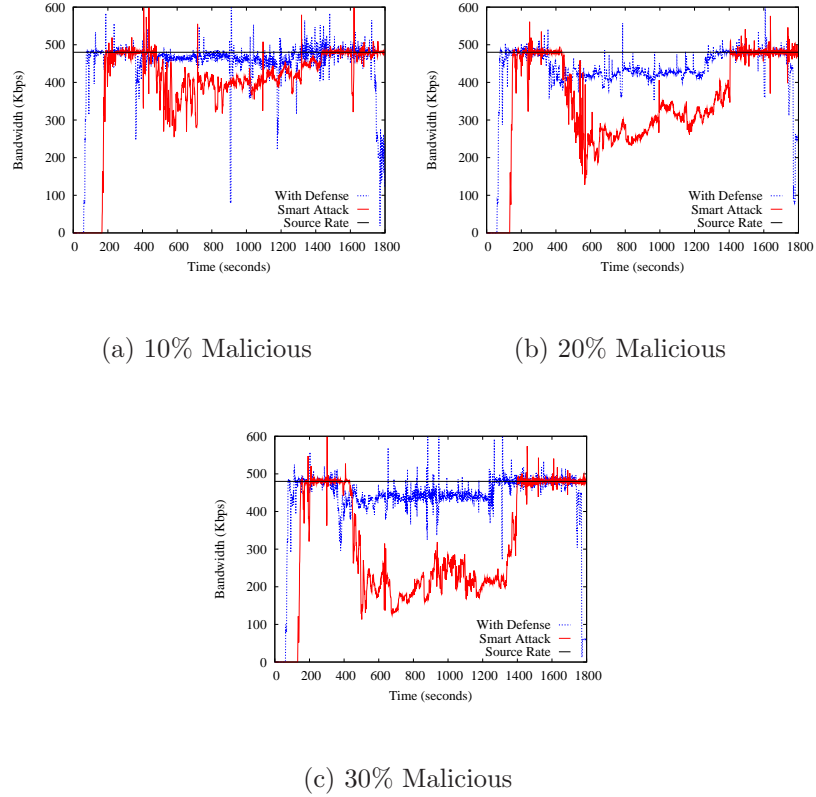 600
500
400
300
200
100
0
Bandwidth (Kbps)
With Defense
Smart Attack
Source Rate
0 200 400 600 800 1000 1200 1400 1600 1800
Time (seconds)
(a) 10% Malicious
600
500
400
300
200
100
0
Bandwidth (Kbps)
With Defense
Smart Attack
Source Rate
0 200 400 600 800 1000 1200 1400 1600 1800
Time (seconds)
(b) 20% Malicious
600
500
400
300
200
100
0
Bandwidth (Kbps)
With Defense
Smart Attack
Source Rate
0 200 400 600 800 1000 1200 1400 1600 1800
Time (seconds)
(c) 30% Malicious